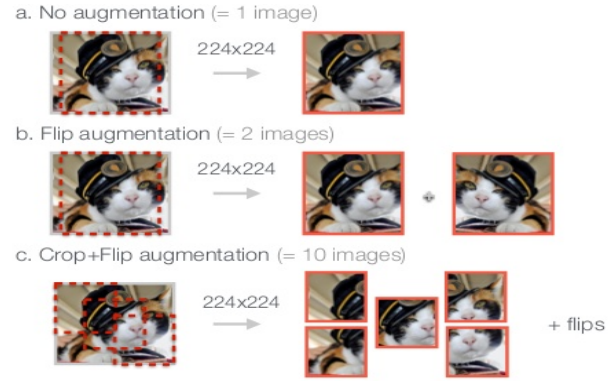 a. No augmentation (= 1 image)
224x224
b. Flip augmentation (= 2 images)
224x224
c. Crop+Flip augmentation (= 10 images)
224x224
+ flips